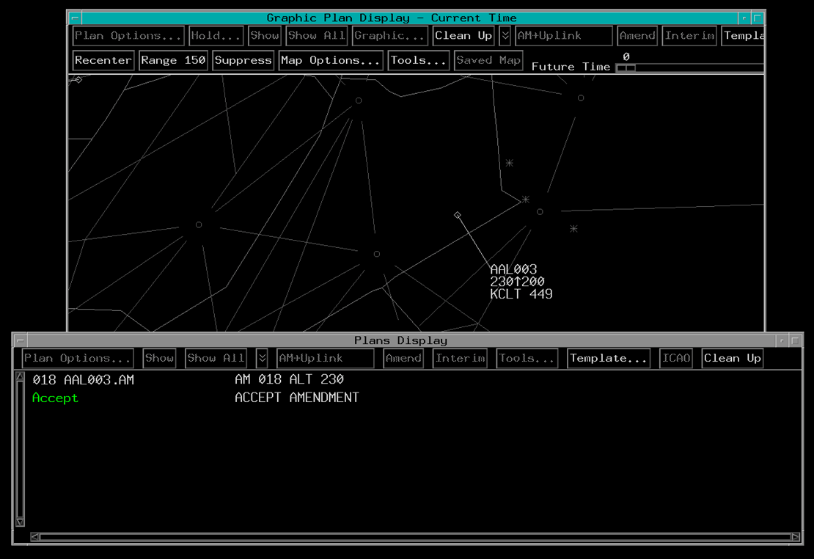 Graphic Plan Display - Current Time
Plan Options... Hold... Show Show All Graphic... Clean Up AM+Uplink Amend Interim Templa
Recenter Range 150 Suppress Map Options... Tools... Saved Map Future Time 0
AAL003
230↑200
KCLT 449
Plans Display
Plan Options... Show Show All AM+Uplink Amend Interim Tools... Template... ICAO Clean Up
018 AAL003.AM AM 018 ALT 230
Accept ACCEPT AMENDMENT